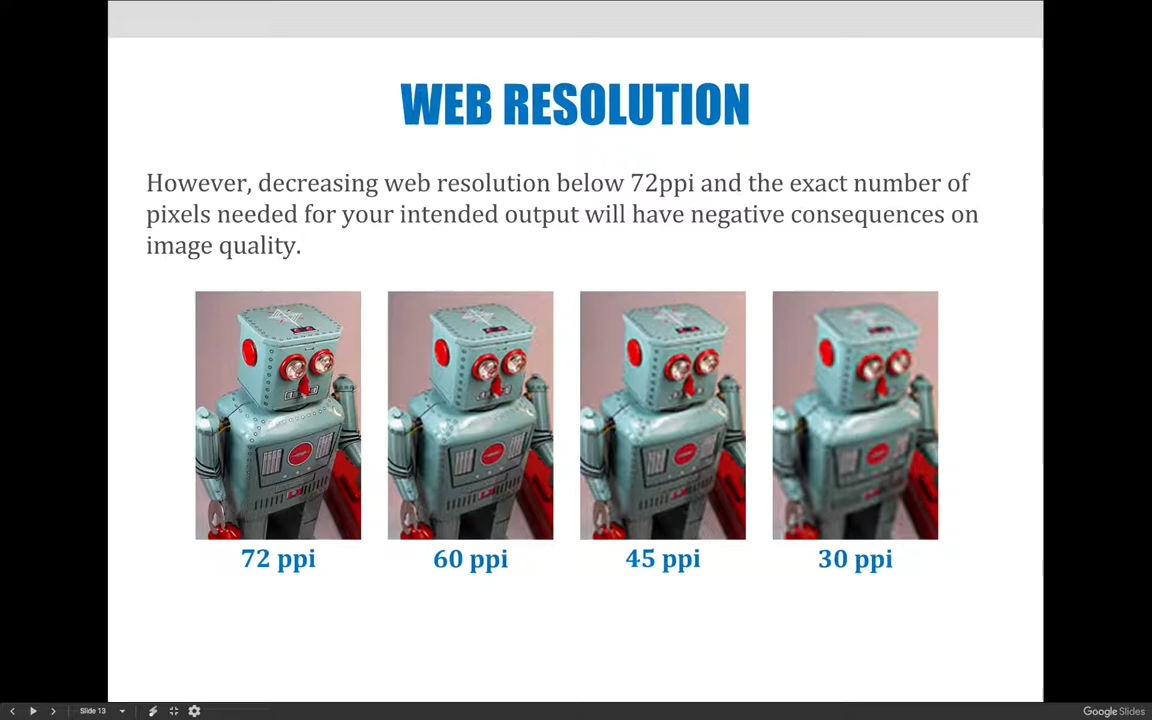 WEB RESOLUTION
However, decreasing web resolution below 72ppi and the exact number of
pixels needed for your intended output will have negative consequences on
image quality.
72 ppi
60 ppi
45 ppi
30 ppi
Slide 13
Google Slides